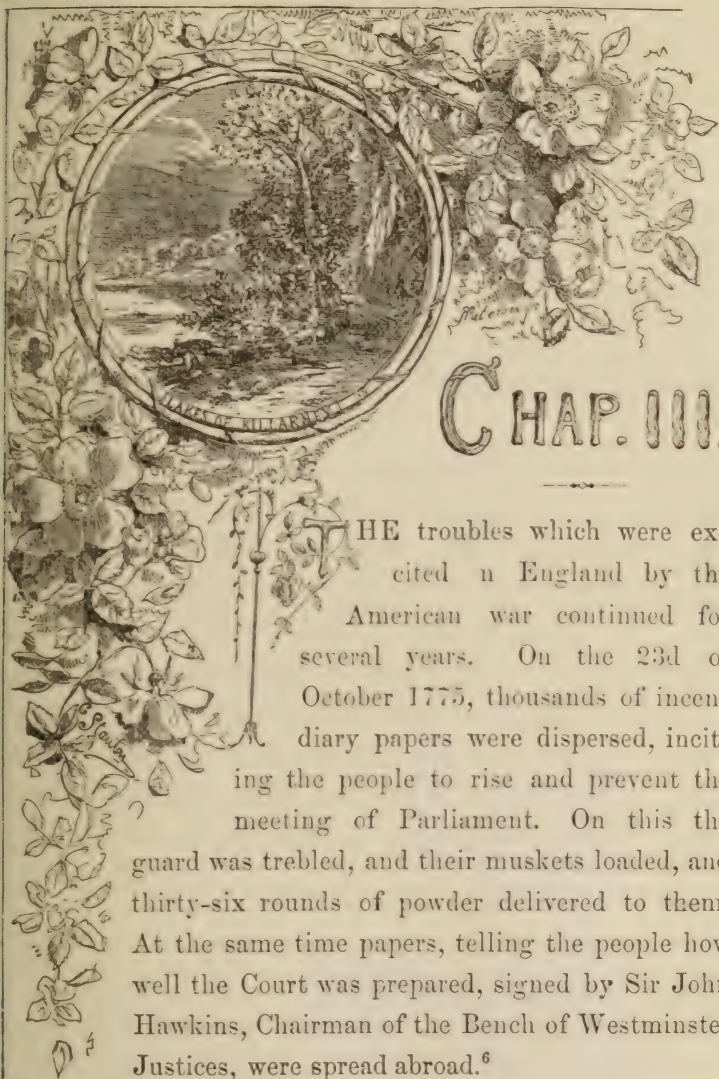 LAKES OF KILLARNEY
CHAP. III.
THE troubles which were ex
cited n England by th
American war continued fo
several years. On the 23d o
October 1775, thousands of incen
diary papers were dispersed, incit
ing the people to rise and prevent th
meeting of Parliament. On this th
guard was trebled, and their muskets loaded, an
thirty-six rounds of powder delivered to them
At the same time papers, telling the people how
well the Court was prepared, signed by Sir Joh
Hawkins, Chairman of the Bench of Westminste
Justices, were spread abroad.⁶